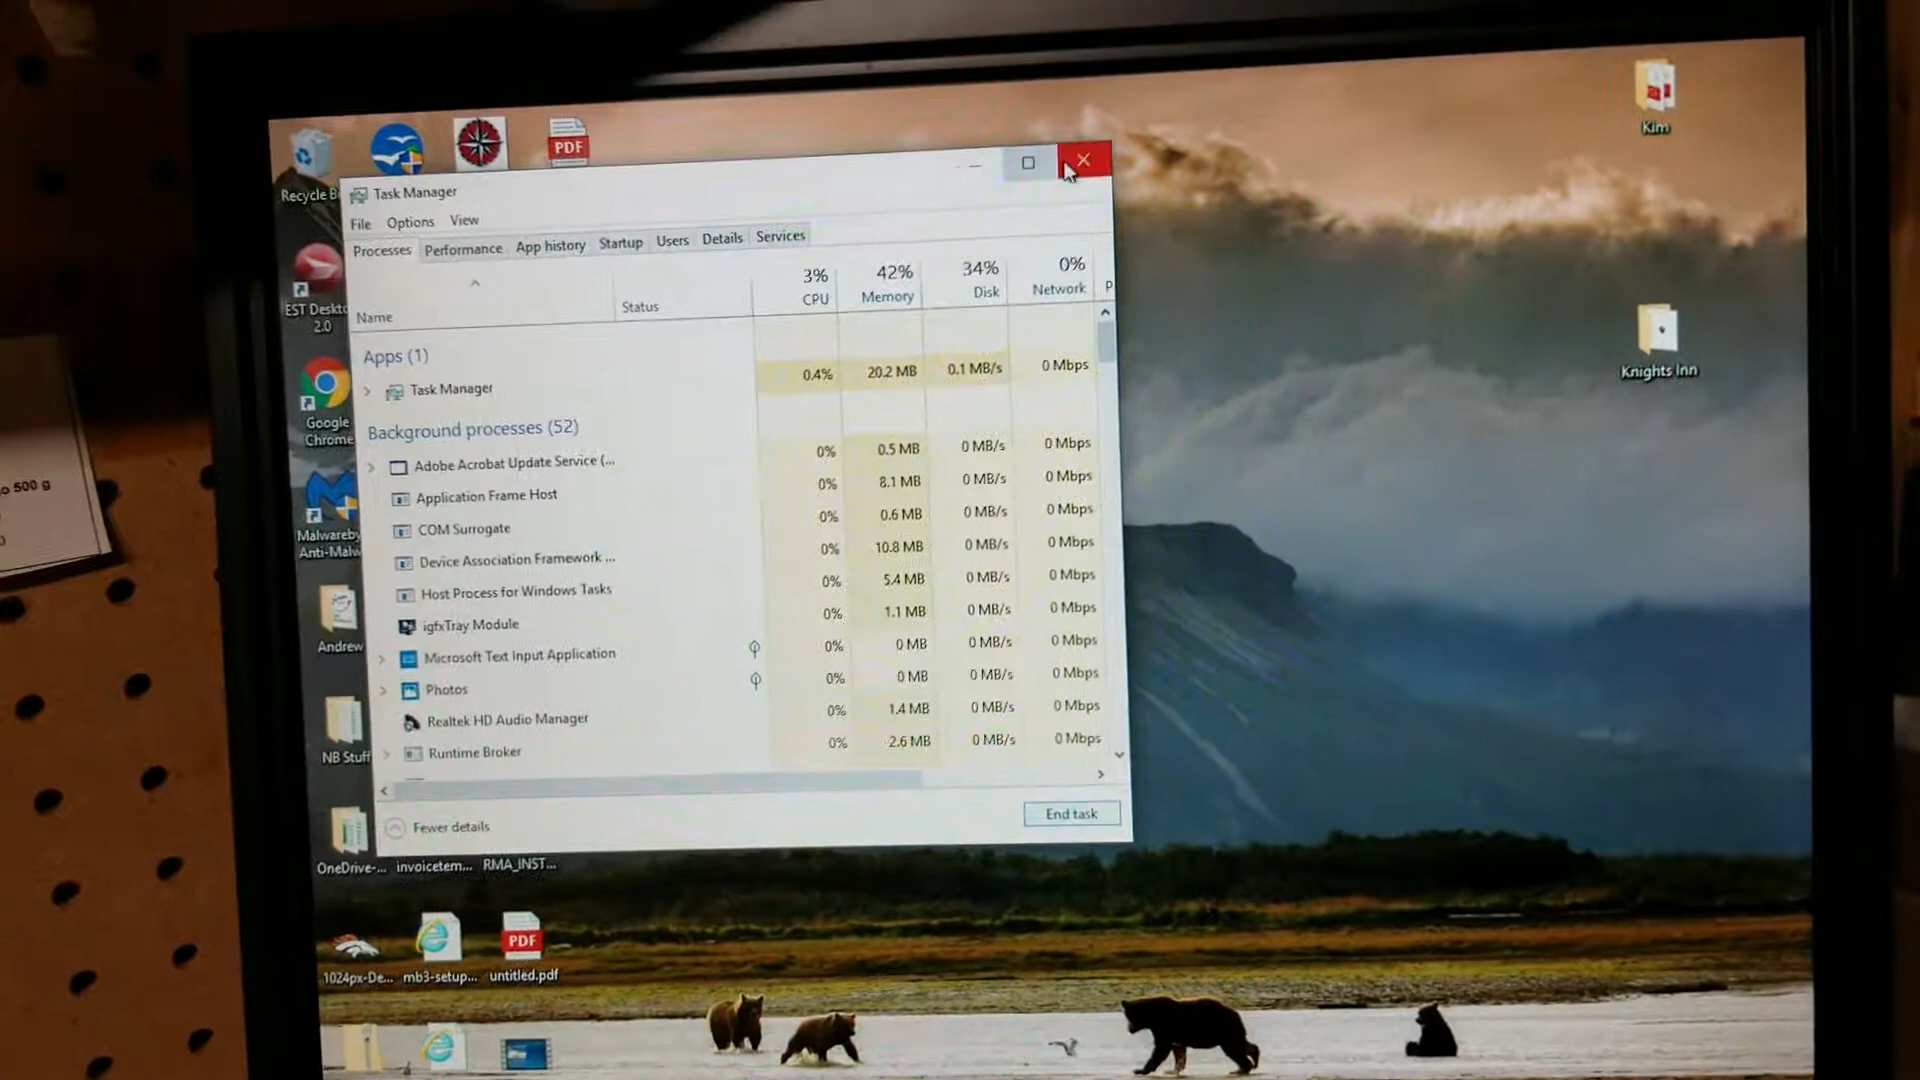 Kim
PDF
Recycle B
Task Manager
File Options View
Processes Performance App history Startup Users Details Services
3% 42% 34% 0%
Name Status CPU Memory Disk Network P
Apps (1)
Task Manager 0.4% 20.2 MB 0.1 MB/s 0 Mbps
Background processes (52)
Adobe Acrobat Update Service (... 0% 0.5 MB 0 MB/s 0 Mbps
Application Frame Host 0% 8.1 MB 0 MB/s 0 Mbps
COM Surrogate 0% 0.6 MB 0 MB/s 0 Mbps
Device Association Framework ... 0% 10.8 MB 0 MB/s 0 Mbps
Host Process for Windows Tasks 0% 5.4 MB 0 MB/s 0 Mbps
igfxTray Module 0% 1.1 MB 0 MB/s 0 Mbps
Microsoft Text Input Application 0% 0 MB 0 MB/s 0 Mbps
Photos 0% 0 MB 0 MB/s 0 Mbps
Realtek HD Audio Manager 0% 1.4 MB 0 MB/s 0 Mbps
Runtime Broker 0% 2.6 MB 0 MB/s 0 Mbps
Fewer details
End task
EST Deskto
2.0
Google
Chrome
Malwareby
Anti-Malw
Andrew
NB Stuff
OneDrive-... invoicetem... RMA_INST...
PDF
1024px-De... mb3-setup... untitled.pdf
Knights Inn
o 500 g